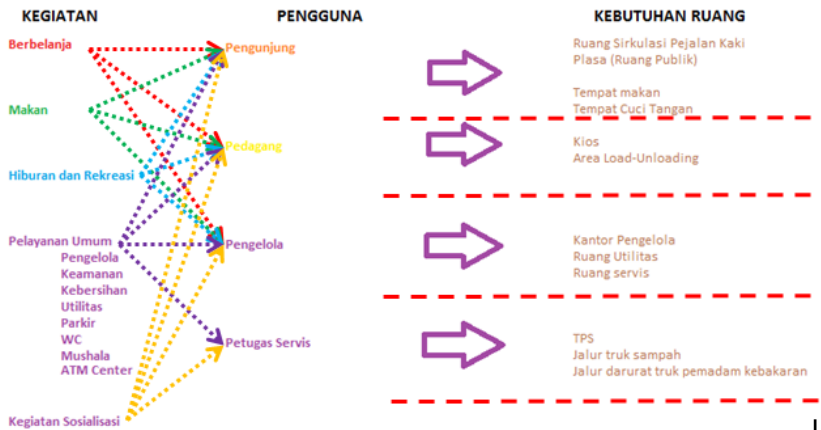 KEGIATAN
PENGGUNA
KEBUTUHAN RUANG
Berbelanja
Makan
Hiburan dan Rekreasi
Pelayanan Umum
Pengelola
Keamanan
Kebersihan
Utilitas
Parkir
WC
Mushala
ATM Center
Kegiatan Sosialisasi
Pengunjung
Pedagang
Pengelola
Petugas Servis
Ruang Sirkulasi Pejalan Kaki
Plasa (Ruang Publik)
Tempat makan
Tempat Cuci Tangan
Kios
Area Load-Unloading
Kantor Pengelola
Ruang Utilitas
Ruang servis
TPS
Jalur truk sampah
Jalur darurat truk pemadam kebakaran